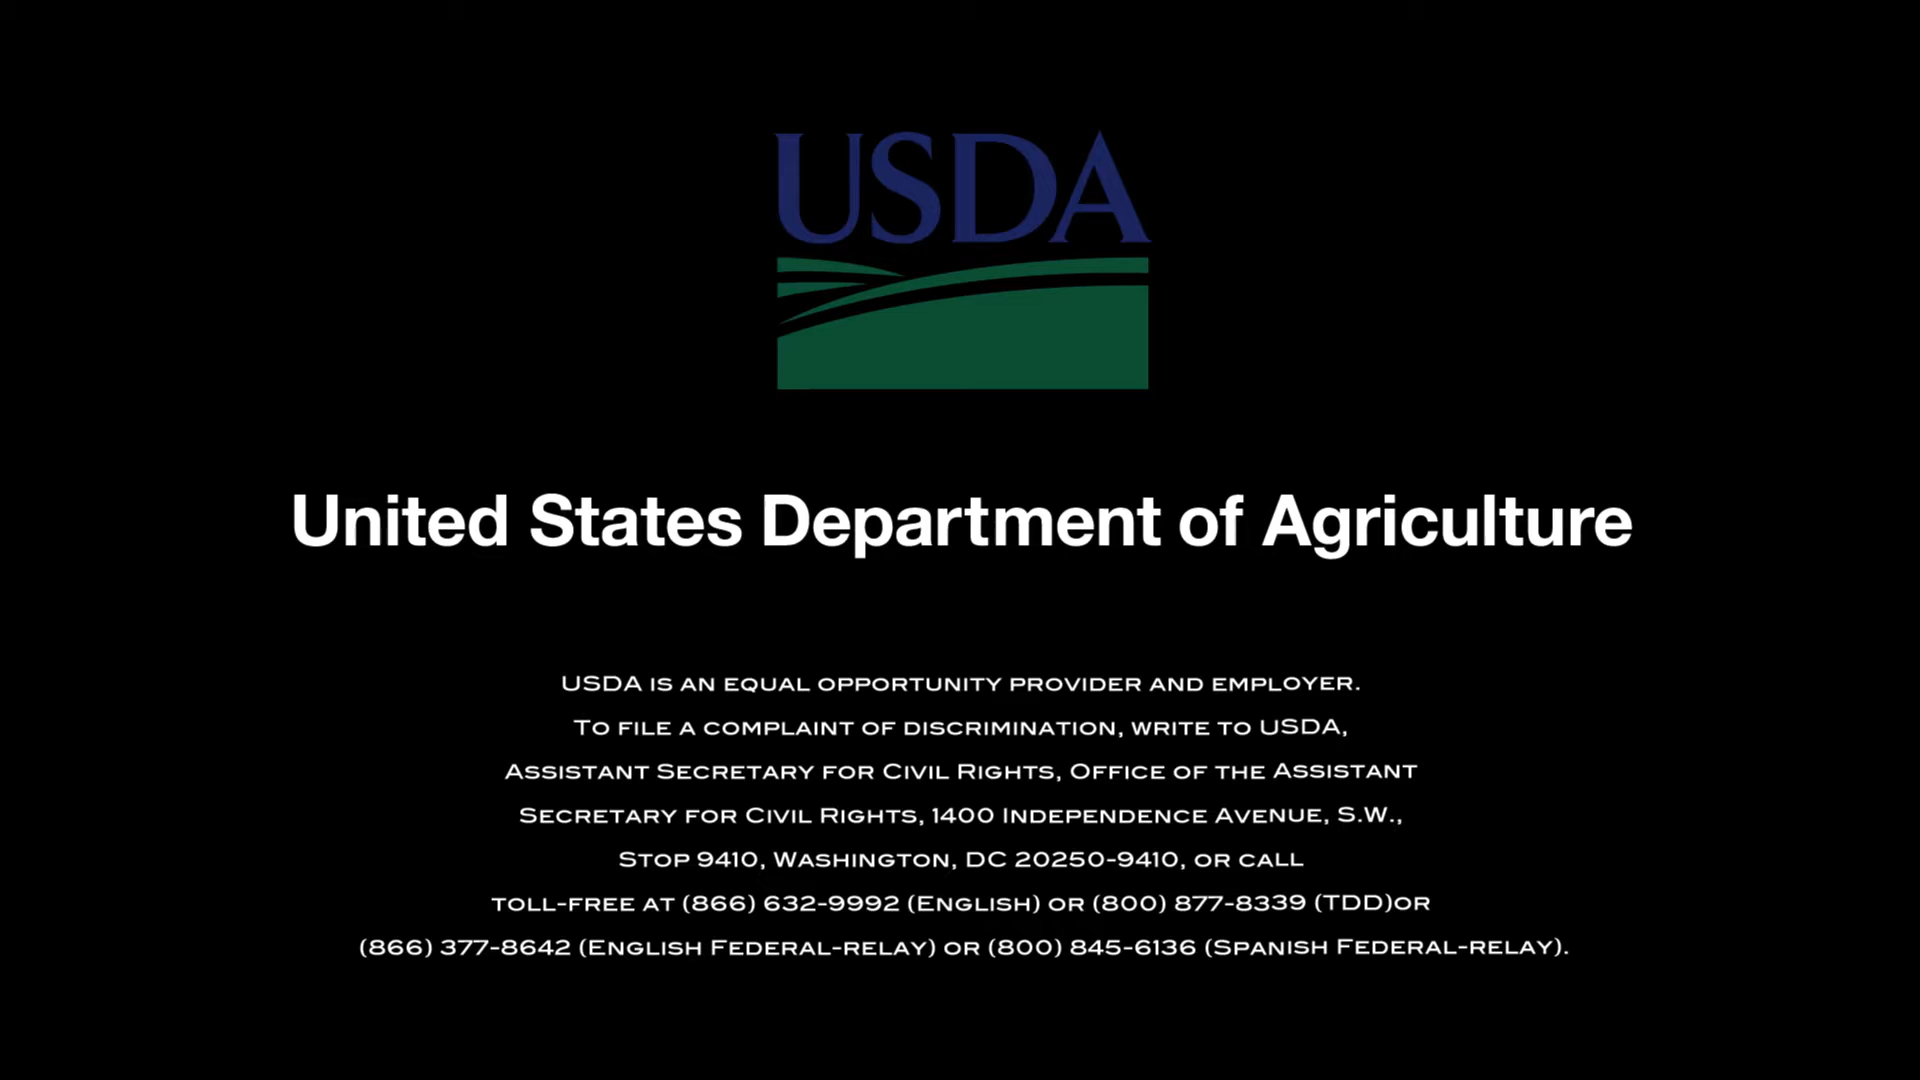 USDA
United States Department of Agriculture
USDA is an equal opportunity provider and employer.
To file a complaint of discrimination, write to USDA,
Assistant Secretary for Civil Rights, Office of the Assistant
Secretary for Civil Rights, 1400 Independence Avenue, S.W.,
Stop 9410, Washington, DC 20250-9410, or call
toll-free at (866) 632-9992 (English) or (800) 877-8339 (TDD)or
(866) 377-8642 (English Federal-relay) or (800) 845-6136 (Spanish Federal-relay).